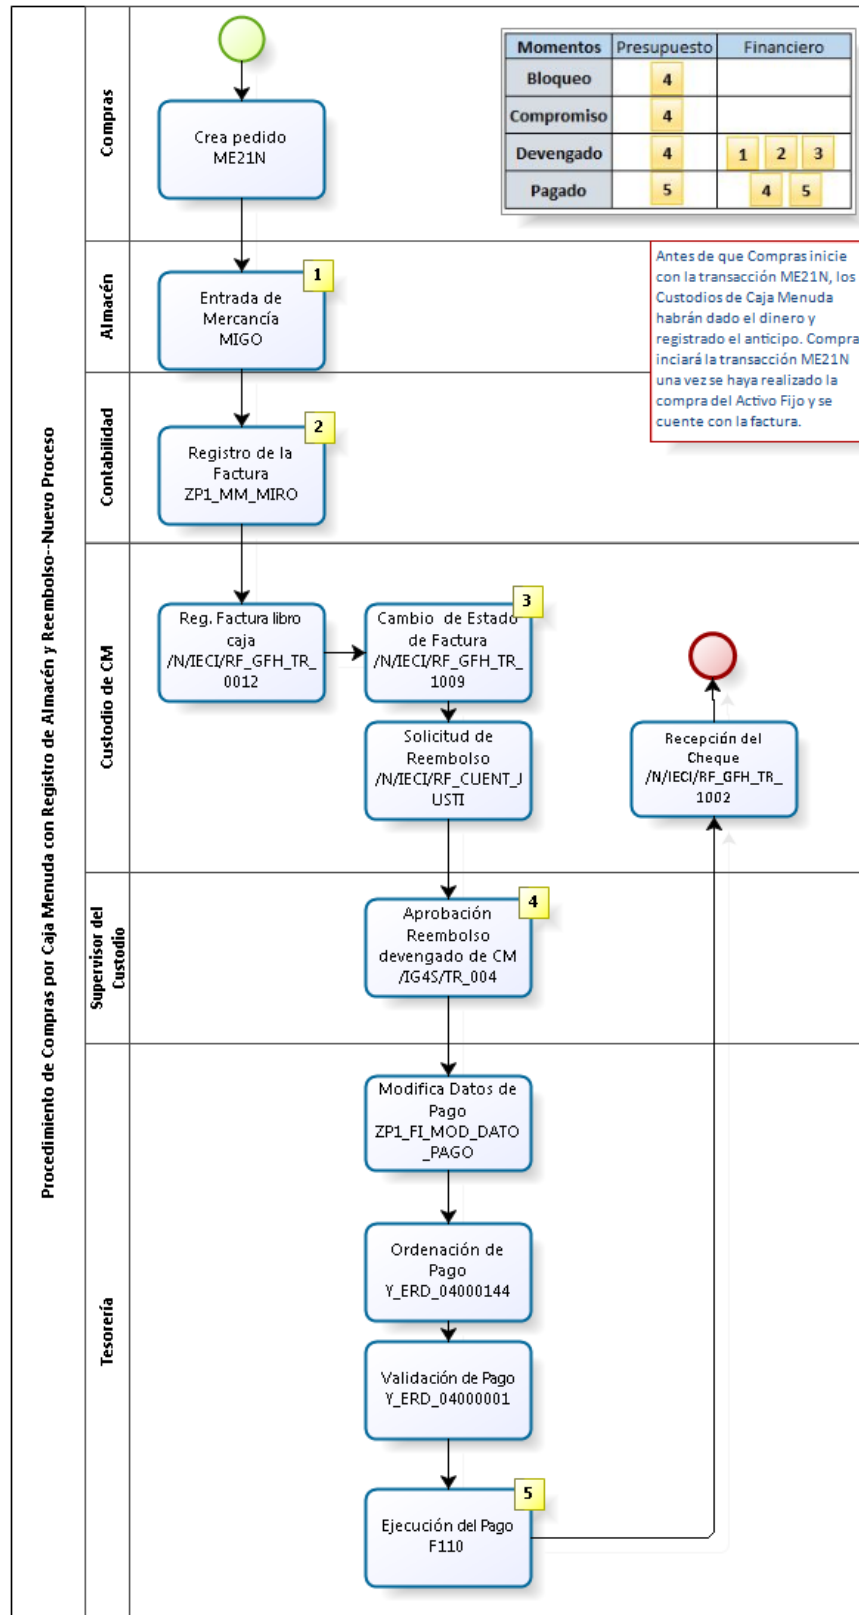 Procedimiento de Compras por Caja Menuda con Registro de Almacén y Reembolso--Nuevo Proceso
Compras
Crea pedido
ME21N
Momentos Presupuesto Financiero
Bloqueo 4
Compromiso 4
Devengado 4 1 2 3
Pagado 5 4 5
Antes de que Compras inicie
con la transacción ME21N, los
Custodios de Caja Menuda
habrán dado el dinero y
registrado el anticipo. Compra
inciará la transacción ME21N
una vez se haya realizado la
compra del Activo Fijo y se
cuente con la factura.
Almacén
1
Entrada de
Mercancía
MIGO
Contabilidad
2
Registro de la
Factura
ZP1_MM_MIRO
Custodio de CM
Reg. Factura libro
caja
/N/IECI/RF_GFH_TR_
0012
3
Cambio de Estado
de Factura
/N/IECI/RF_GFH_TR_
1009
Solicitud de
Reembolso
/N/IECI/RF_CUENT_J
USTI
Recepción del
Cheque
/N/IECI/RF_GFH_TR_
1002
Supervisor del
Custodio
4
Aprobación
Reembolso
devengado de CM
/IG4S/TR_004
Tesorería
Modifica Datos de
Pago
ZP1_FI_MOD_DATO
_PAGO
Ordenación de
Pago
Y_ERD_04000144
Validación de Pago
Y_ERD_04000001
5
Ejecución del Pago
F110